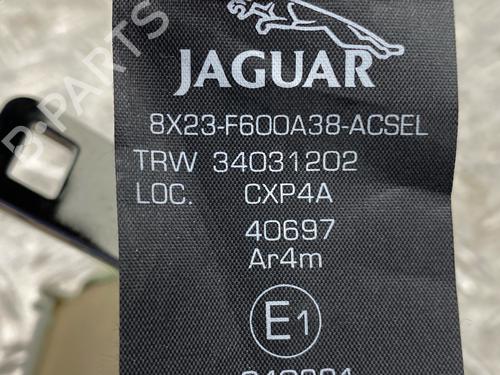 B-PARTS
JAGUAR
8X23-F600A38-ACSEL
TRW 34031202
LOC. CXP4A
40697
Ar4m
E1